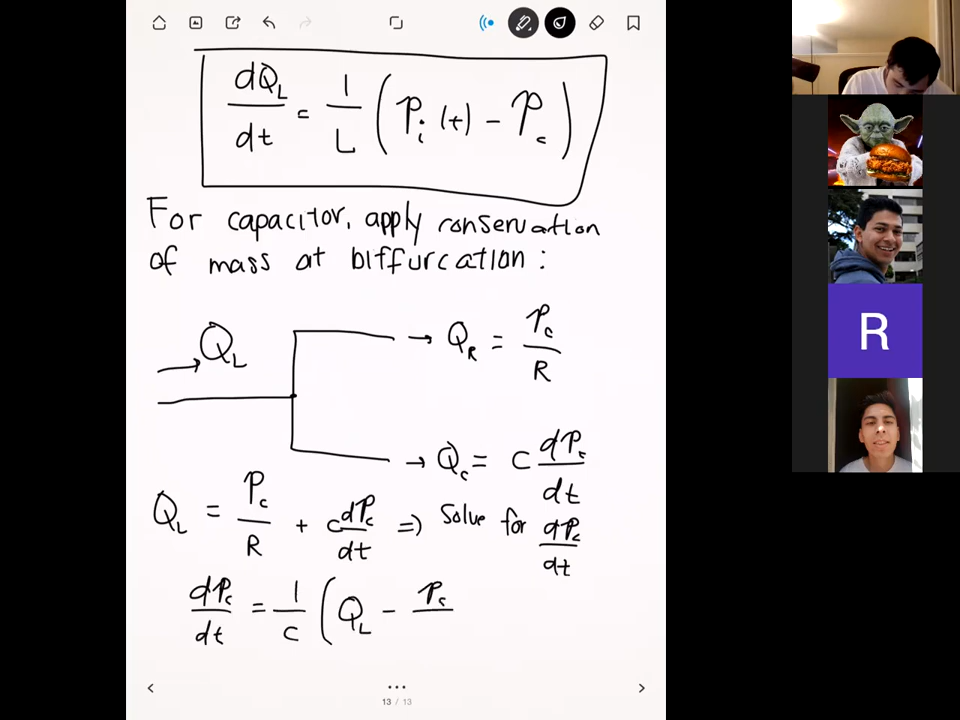 dQ_L/dt = 1/L (P_i (t) - P_c)
For capacitor, apply conservation
of mass at biffurcation :
→ Q_L
→ Q_R = P_c/R
→ Q_c = C dP_c/dt
Q_L = P_c/R + C dP_c/dt ⇒) Solve for dP_c/dt
dP_c/dt = 1/C (Q_L - P_c/
13 / 13
R